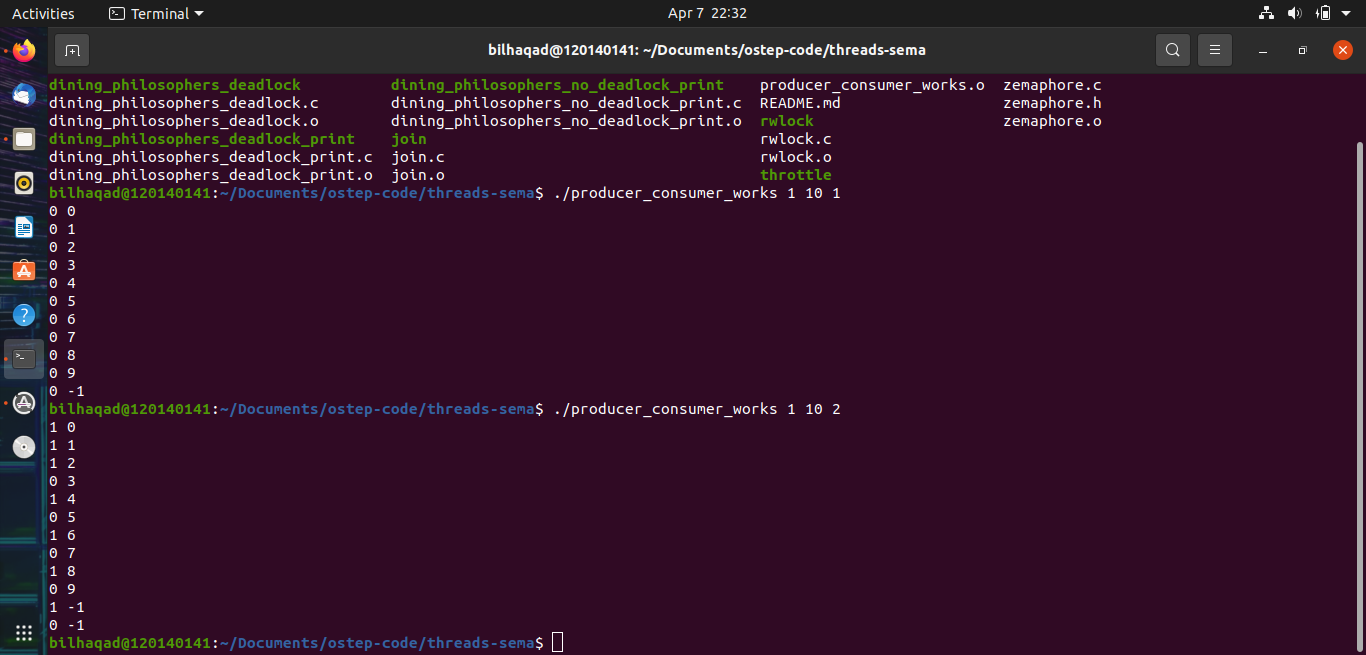 Activities Terminal Apr 7 22:32
bilhaqad@120140141: ~/Documents/ostep-code/threads-sema
dining_philosophers_deadlock dining_philosophers_no_deadlock_print producer_consumer_works.o zemaphore.c
dining_philosophers_deadlock.c dining_philosophers_no_deadlock_print.c README.md zemaphore.h
dining_philosophers_deadlock.o dining_philosophers_no_deadlock_print.o rwlock zemaphore.o
dining_philosophers_deadlock_print join rwlock.c
dining_philosophers_deadlock_print.c join.c rwlock.o
dining_philosophers_deadlock_print.o join.o throttle
bilhaqad@120140141:~/Documents/ostep-code/threads-sema$ ./producer_consumer_works 1 10 1
0 0
0 1
0 2
0 3
0 4
0 5
0 6
0 7
0 8
0 9
0 -1
bilhaqad@120140141:~/Documents/ostep-code/threads-sema$ ./producer_consumer_works 1 10 2
1 0
1 1
1 2
0 3
1 4
0 5
1 6
0 7
1 8
0 9
1 -1
0 -1
bilhaqad@120140141:~/Documents/ostep-code/threads-sema$